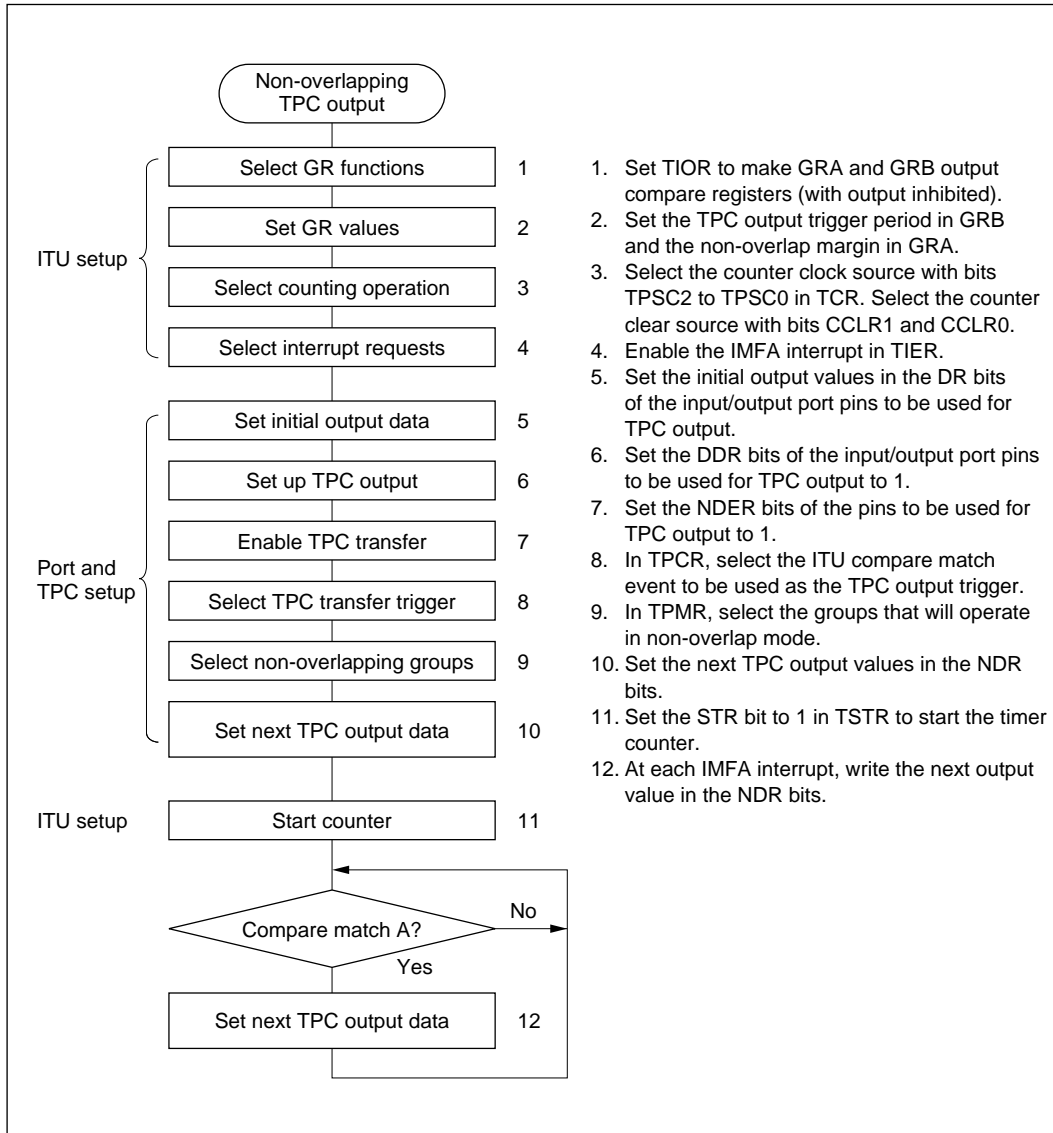 Non-overlapping
TPC output
Select GR functions
1
Set GR values
2
ITU setup
Select counting operation
3
Select interrupt requests
4
Set initial output data
5
Set up TPC output
6
Enable TPC transfer
7
Port and
TPC setup
Select TPC transfer trigger
8
Select non-overlapping groups
9
Set next TPC output data
10
ITU setup
Start counter
11
Compare match A?
No
Yes
Set next TPC output data
12
1. Set TIOR to make GRA and GRB output
compare registers (with output inhibited).
2. Set the TPC output trigger period in GRB
and the non-overlap margin in GRA.
3. Select the counter clock source with bits
TPSC2 to TPSC0 in TCR. Select the counter
clear source with bits CCLR1 and CCLR0.
4. Enable the IMFA interrupt in TIER.
5. Set the initial output values in the DR bits
of the input/output port pins to be used for
TPC output.
6. Set the DDR bits of the input/output port pins
to be used for TPC output to 1.
7. Set the NDER bits of the pins to be used for
TPC output to 1.
8. In TPCR, select the ITU compare match
event to be used as the TPC output trigger.
9. In TPMR, select the groups that will operate
in non-overlap mode.
10. Set the next TPC output values in the NDR
bits.
11. Set the STR bit to 1 in TSTR to start the timer
counter.
12. At each IMFA interrupt, write the next output
value in the NDR bits.